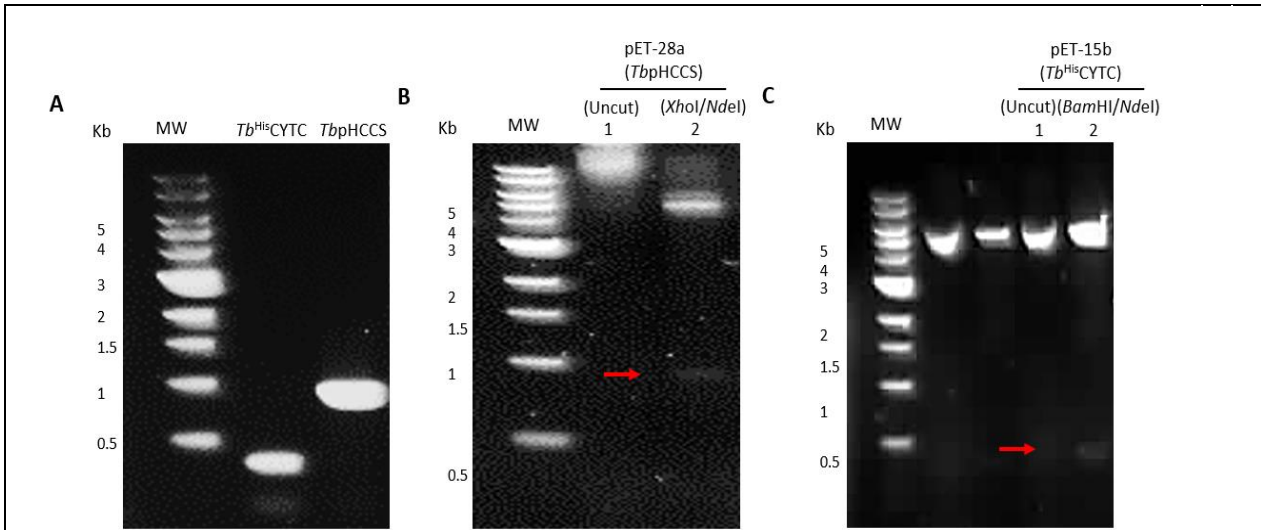 A
Kb MW TbHisCYTC TbpHCCS
5
4
3
2
1.5
1
0.5
B
pET-28a
(TbpHCCS)
(Uncut) (XhoI/NdeI)
Kb MW 1 2
5
4
3
2
1.5
1
0.5
C
pET-15b
(TbHisCYTC)
(Uncut)(BamHI/NdeI)
Kb MW 1 2
5
4
3
2
1.5
1
0.5